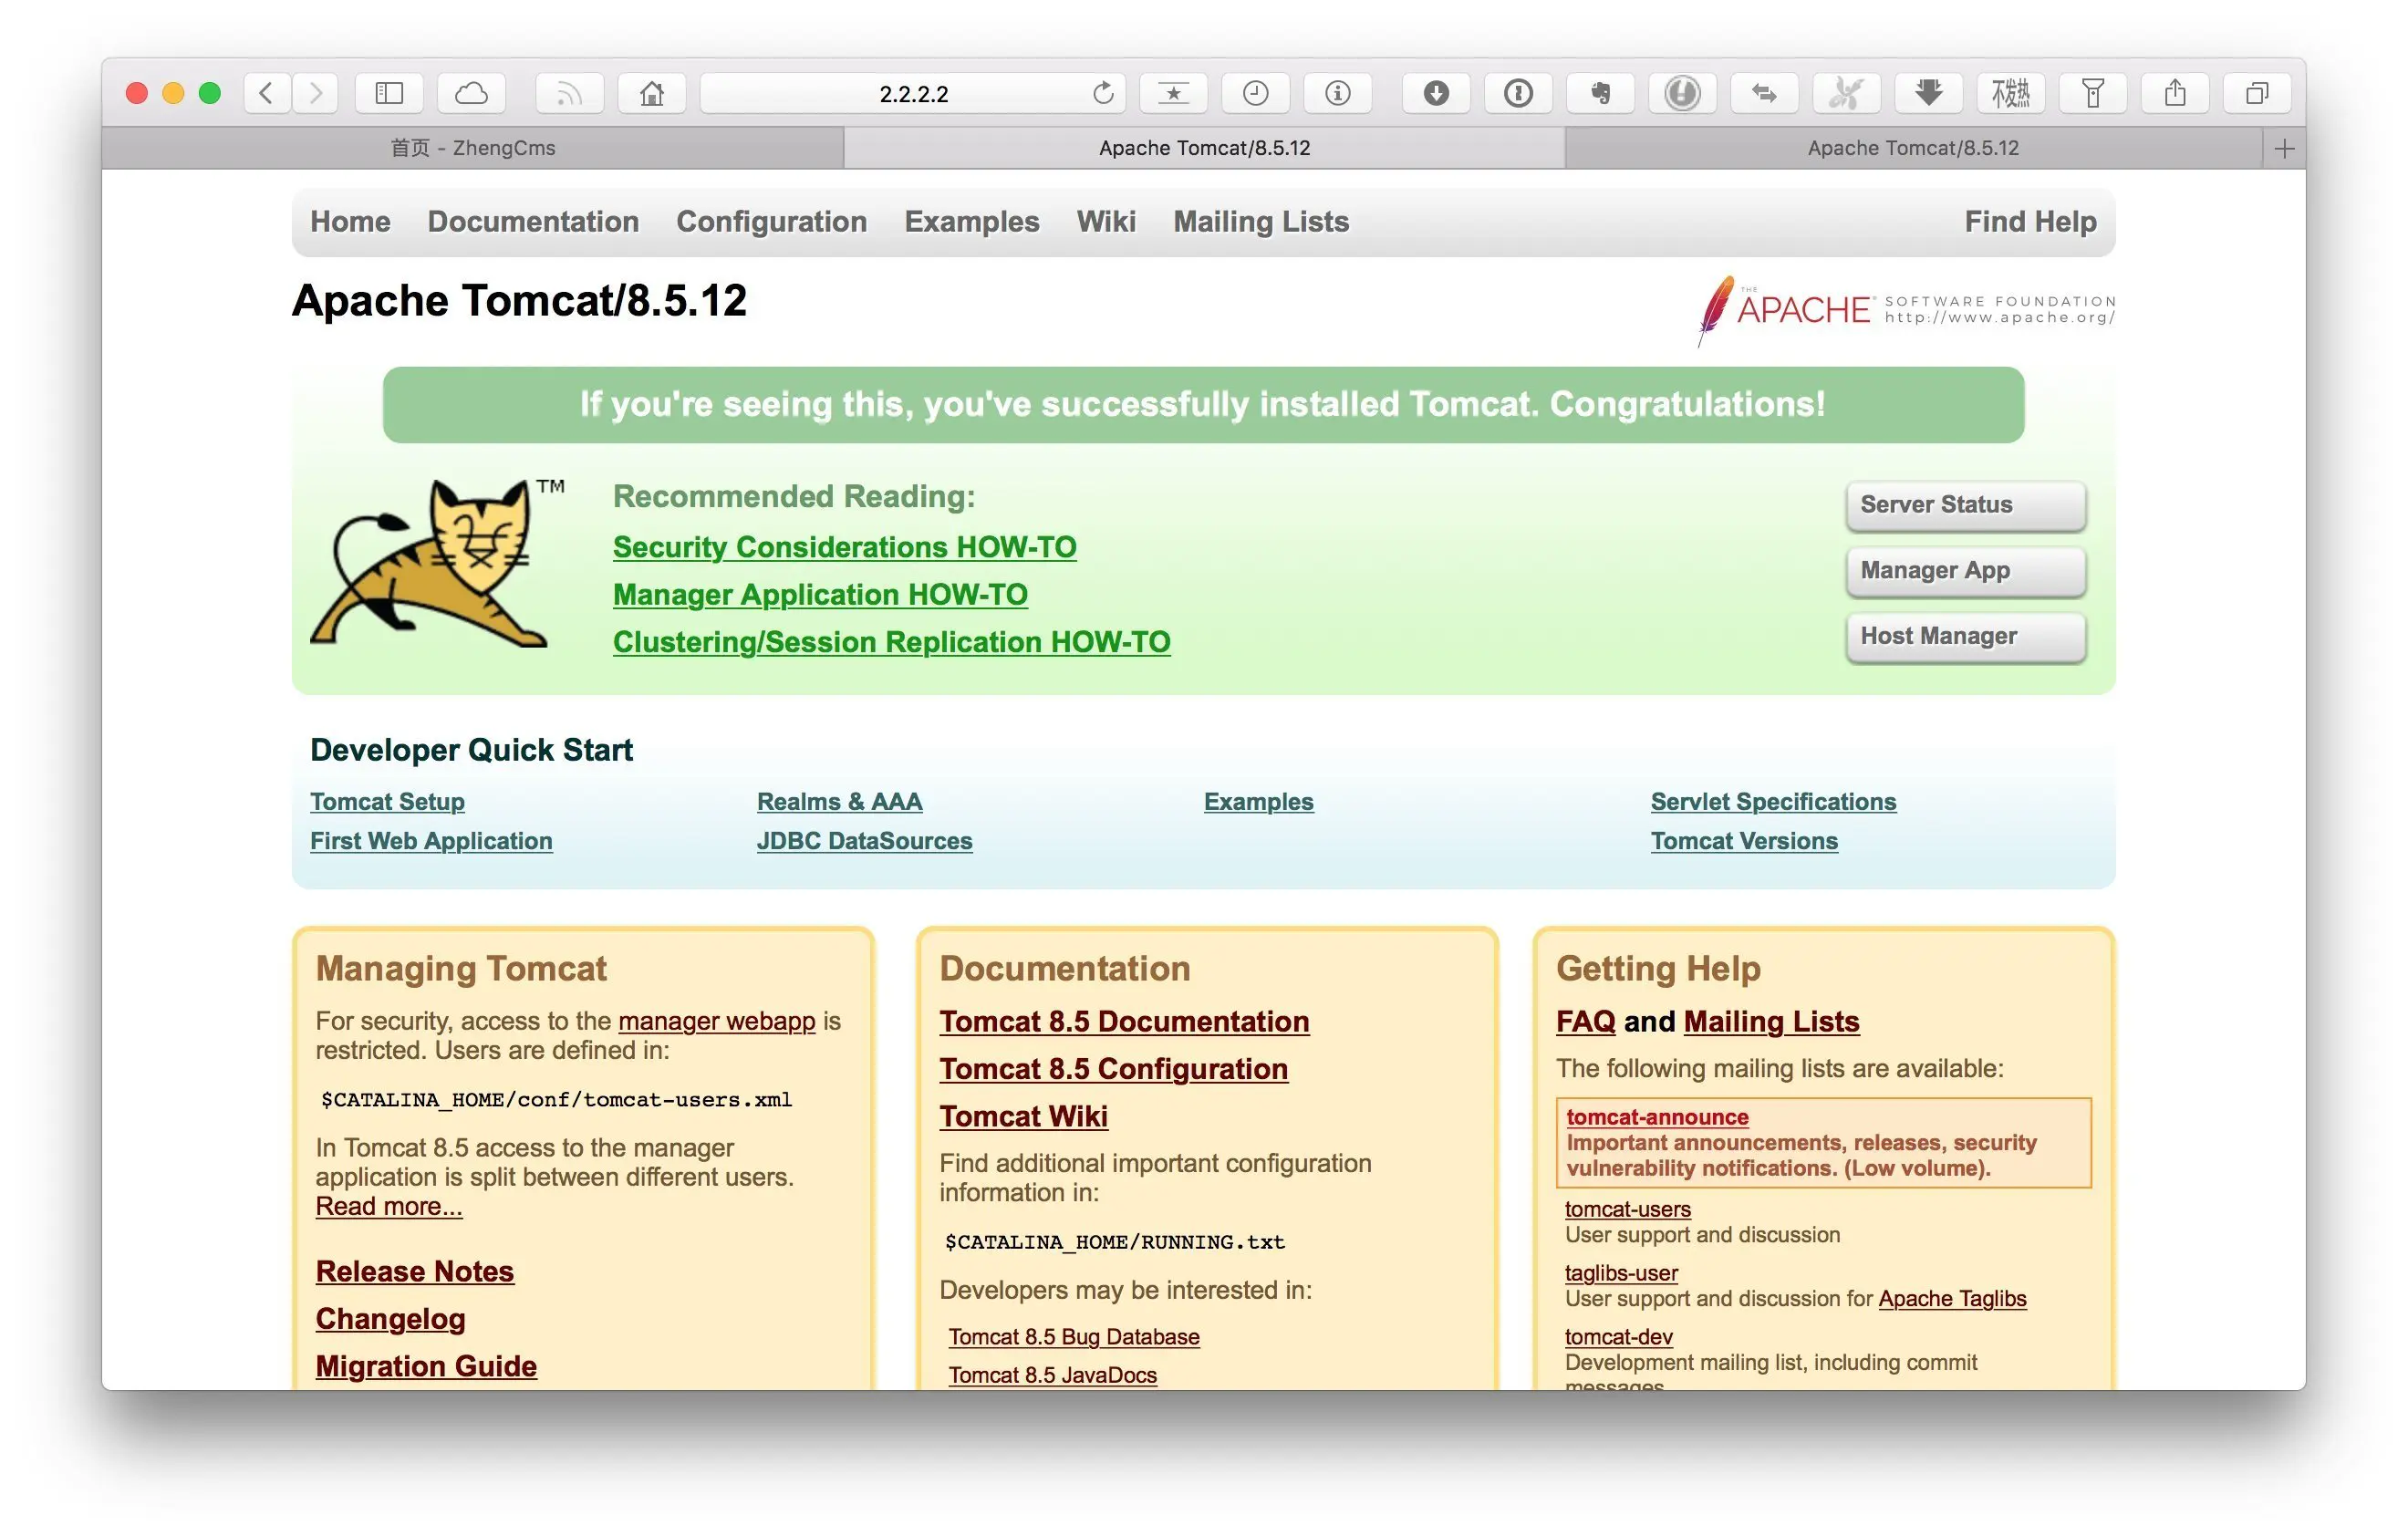 2.2.2.2
不发热
首页 - ZhengCms
Apache Tomcat/8.5.12
Apache Tomcat/8.5.12
Home Documentation Configuration Examples Wiki Mailing Lists Find Help
Apache Tomcat/8.5.12
THE APACHE SOFTWARE FOUNDATION
http://www.apache.org/
If you're seeing this, you've successfully installed Tomcat. Congratulations!
TM
Recommended Reading:
Security Considerations HOW-TO
Manager Application HOW-TO
Clustering/Session Replication HOW-TO
Server Status
Manager App
Host Manager
Developer Quick Start
Tomcat Setup
First Web Application
Realms & AAA
JDBC DataSources
Examples
Servlet Specifications
Tomcat Versions
Managing Tomcat
For security, access to the manager webapp is
restricted. Users are defined in:
$CATALINA_HOME/conf/tomcat-users.xml
In Tomcat 8.5 access to the manager
application is split between different users.
Read more...
Release Notes
Changelog
Migration Guide
Documentation
Tomcat 8.5 Documentation
Tomcat 8.5 Configuration
Tomcat Wiki
Find additional important configuration
information in:
$CATALINA_HOME/RUNNING.txt
Developers may be interested in:
Tomcat 8.5 Bug Database
Tomcat 8.5 JavaDocs
Getting Help
FAQ and Mailing Lists
The following mailing lists are available:
tomcat-announce
Important announcements, releases, security
vulnerability notifications. (Low volume).
tomcat-users
User support and discussion
taglibs-user
User support and discussion for Apache Taglibs
tomcat-dev
Development mailing list, including commit
messages